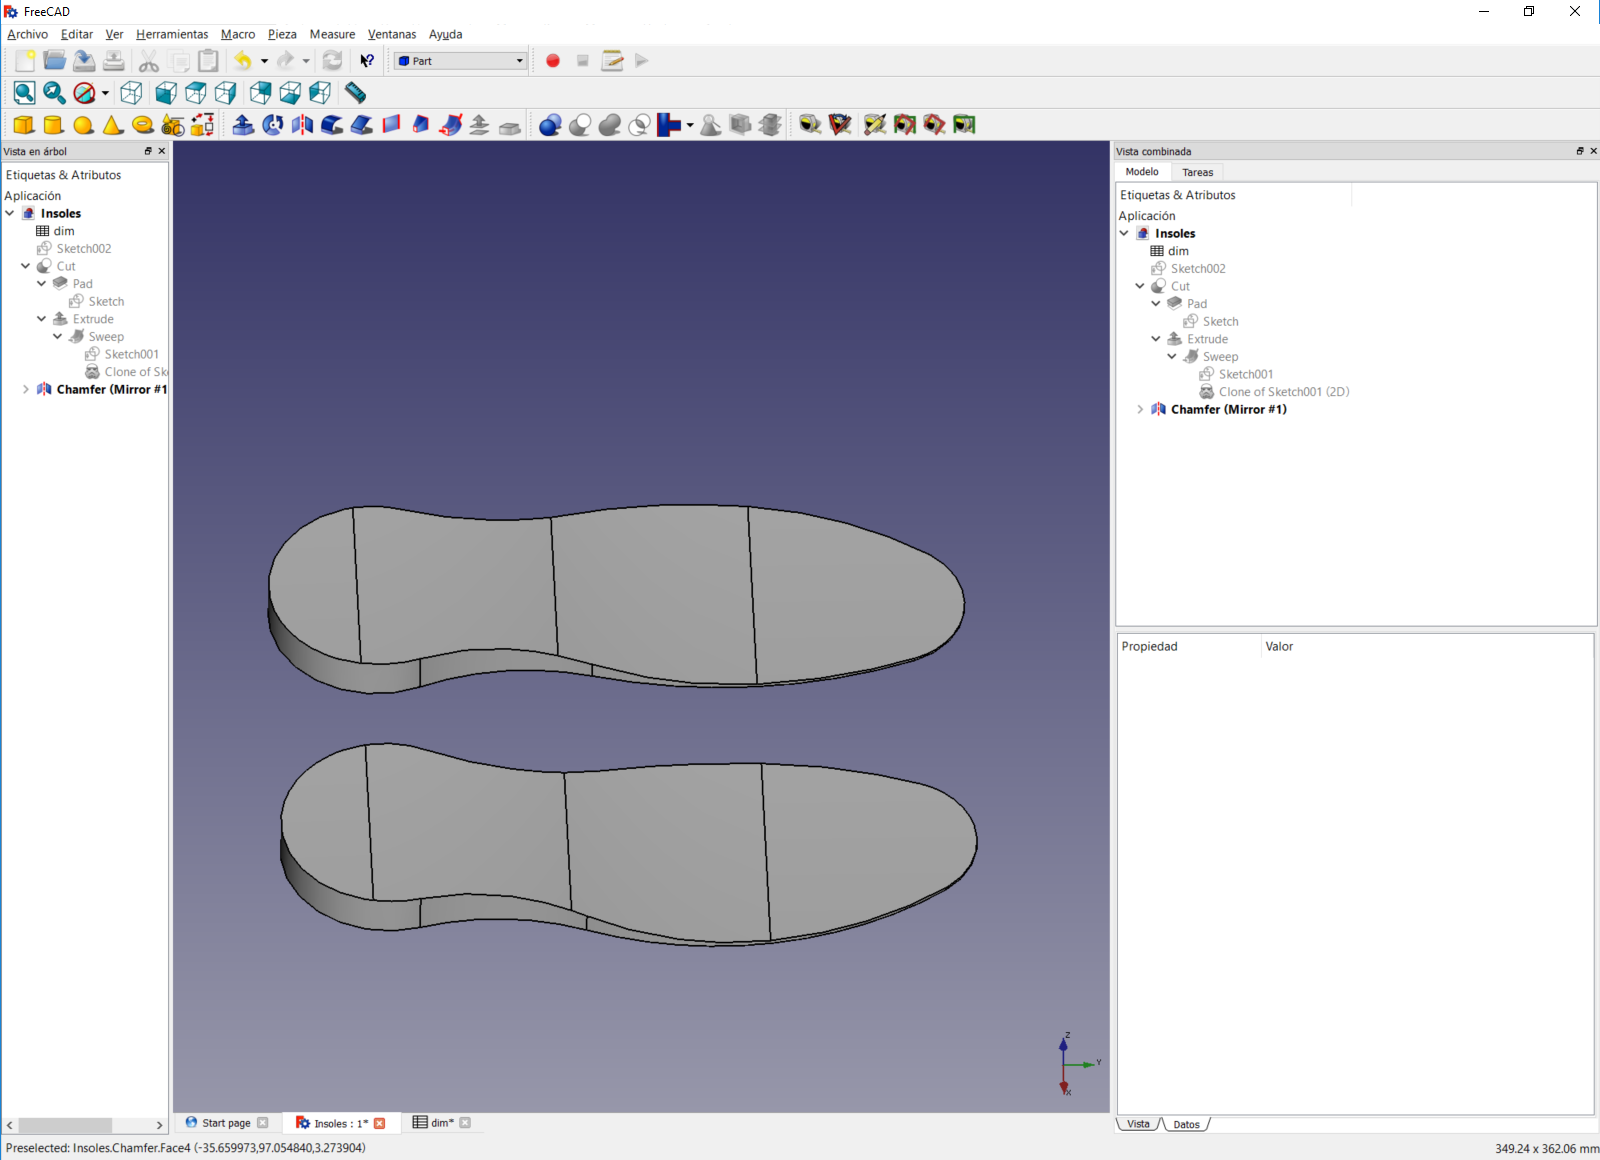 FreeCAD
Archivo Editar Ver Herramientas Macro Pieza Measure Ventanas Ayuda
Part
Vista en árbol
Etiquetas & Atributos
Aplicación
Insoles
dim
Sketch002
Cut
Pad
Sketch
Extrude
Sweep
Sketch001
Clone of Sk
Chamfer (Mirror #1
Z
Y
X
Start page
Insoles : 1*
dim*
Vista combinada
Modelo Tareas
Etiquetas & Atributos
Aplicación
Insoles
dim
Sketch002
Cut
Pad
Sketch
Extrude
Sweep
Sketch001
Clone of Sketch001 (2D)
Chamfer (Mirror #1)
Propiedad Valor
Vista Datos
Preselected: Insoles.Chamfer.Face4 (-35.659973,97.054840,3.273904)
349.24 x 362.06 mm